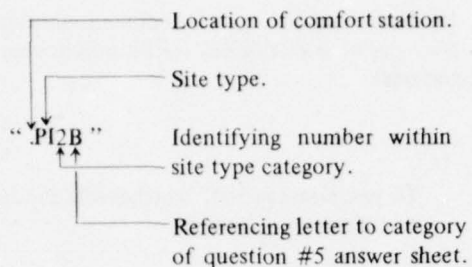 Location of comfort station.
Site type.
“ .PI2B ”
Identifying number within
site type category.
Referencing letter to category
of question #5 answer sheet.